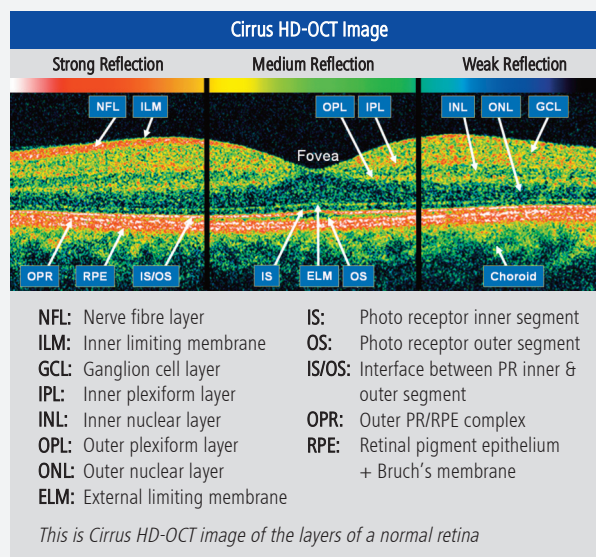 Cirrus HD-OCT Image
Strong Reflection Medium Reflection Weak Reflection
NFL ILM OPL IPL INL ONL GCL
Fovea
OPR RPE IS/OS IS ELM OS Choroid
NFL: Nerve fibre layer
ILM: Inner limiting membrane
GCL: Ganglion cell layer
IPL: Inner plexiform layer
INL: Inner nuclear layer
OPL: Outer plexiform layer
ONL: Outer nuclear layer
ELM: External limiting membrane
IS: Photo receptor inner segment
OS: Photo receptor outer segment
IS/OS: Interface between PR inner &
outer segment
OPR: Outer PR/RPE complex
RPE: Retinal pigment epithelium
+ Bruch's membrane
This is Cirrus HD-OCT image of the layers of a normal retina